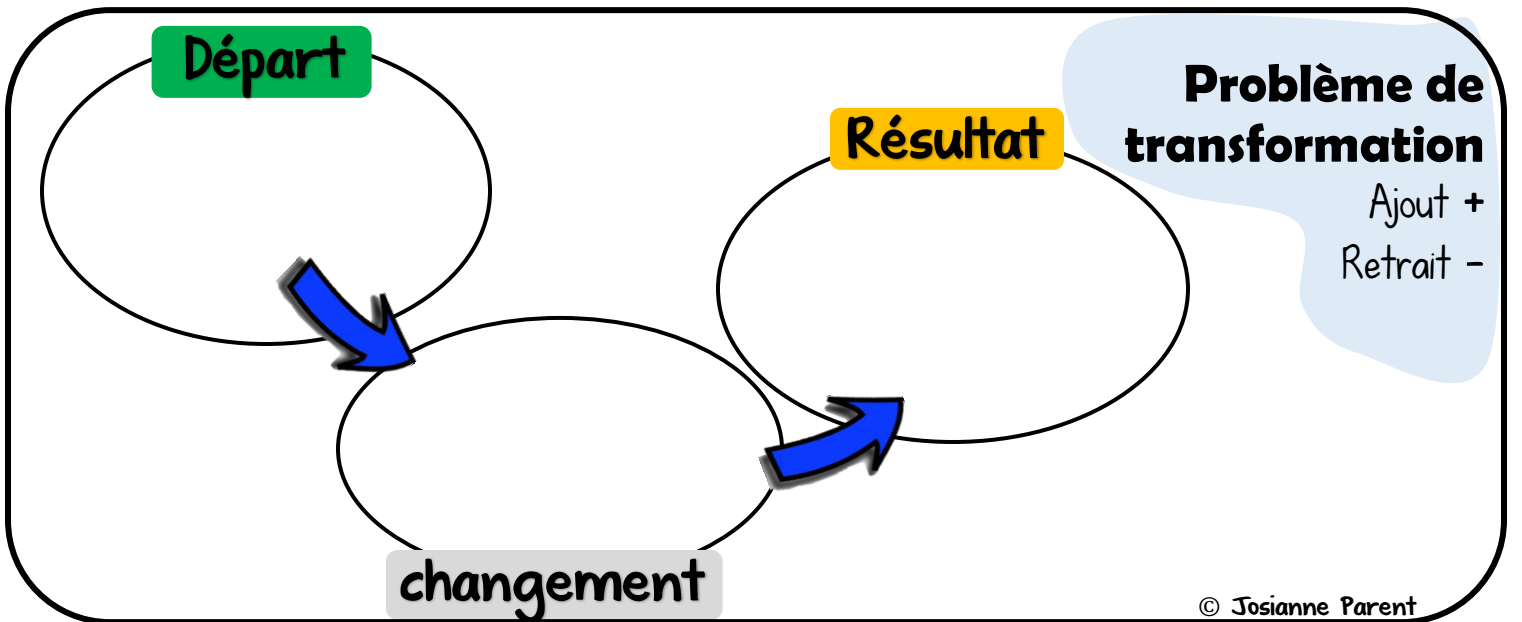 Départ
Problème de
transformation
Ajout +
Retrait -
Résultat
changement
© Josianne Parent